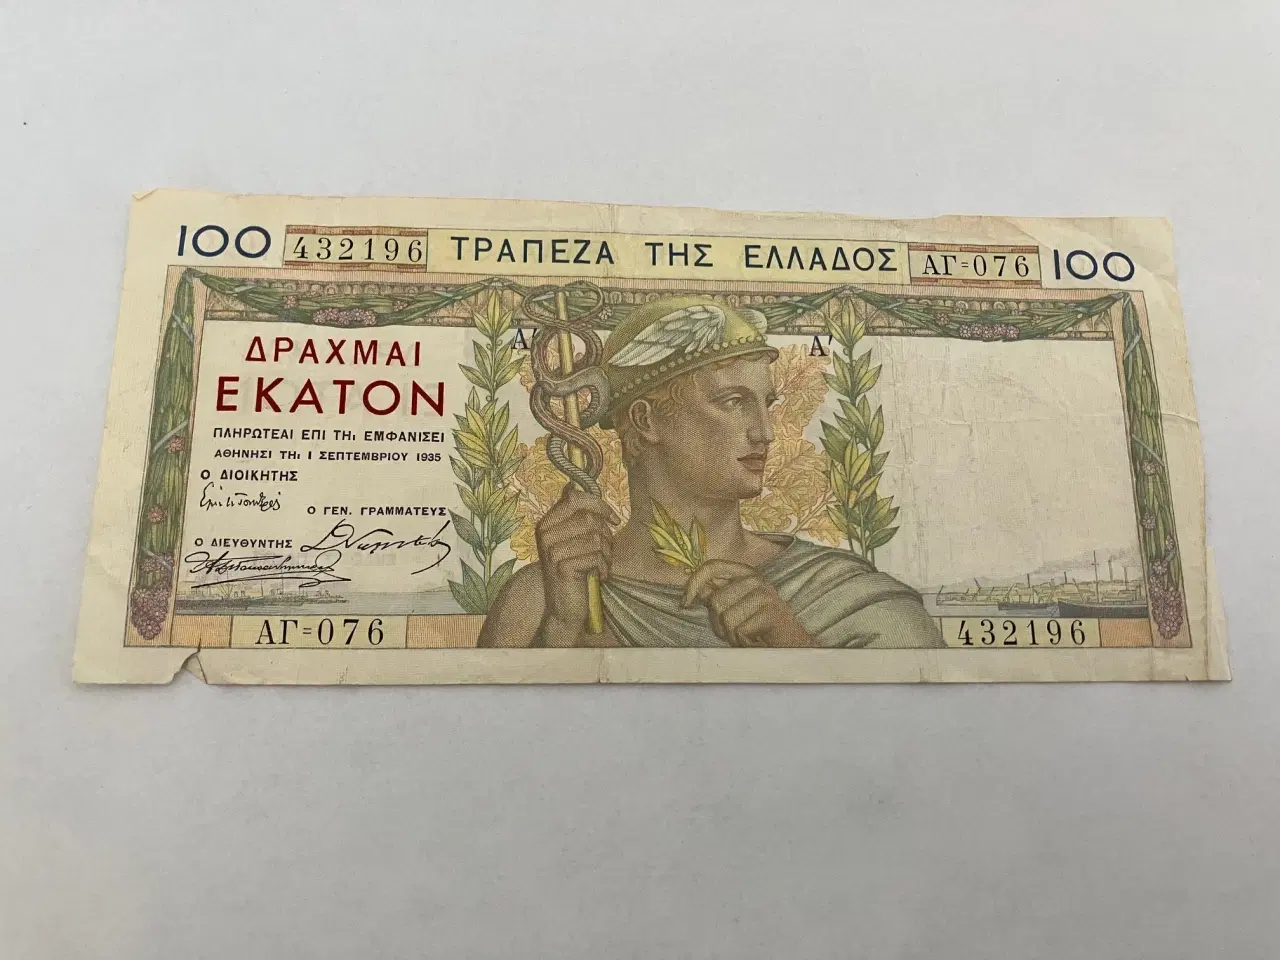 100 432196 ΤΡΑΠΕΖΑ ΤΗΣ ΕΛΛΑΔΟΣ ΑΓ=076 100
Α′ Α′
ΔΡΑΧΜΑΙ
ΕΚΑΤΟΝ
ΠΛΗΡΩΤΕΑΙ ΕΠΙ ΤΗι ΕΜΦΑΝΙΣΕΙ
ΑΘΗΝΗΣΙ ΤΗι 1 ΣΕΠΤΕΜΒΡΙΟΥ 1935
Ο ΔΙΟΙΚΗΤΗΣ
Ο ΓΕΝ. ΓΡΑΜΜΑΤΕΥΣ
Ο ΔΙΕΥΘΥΝΤΗΣ
ΑΓ=076 432196